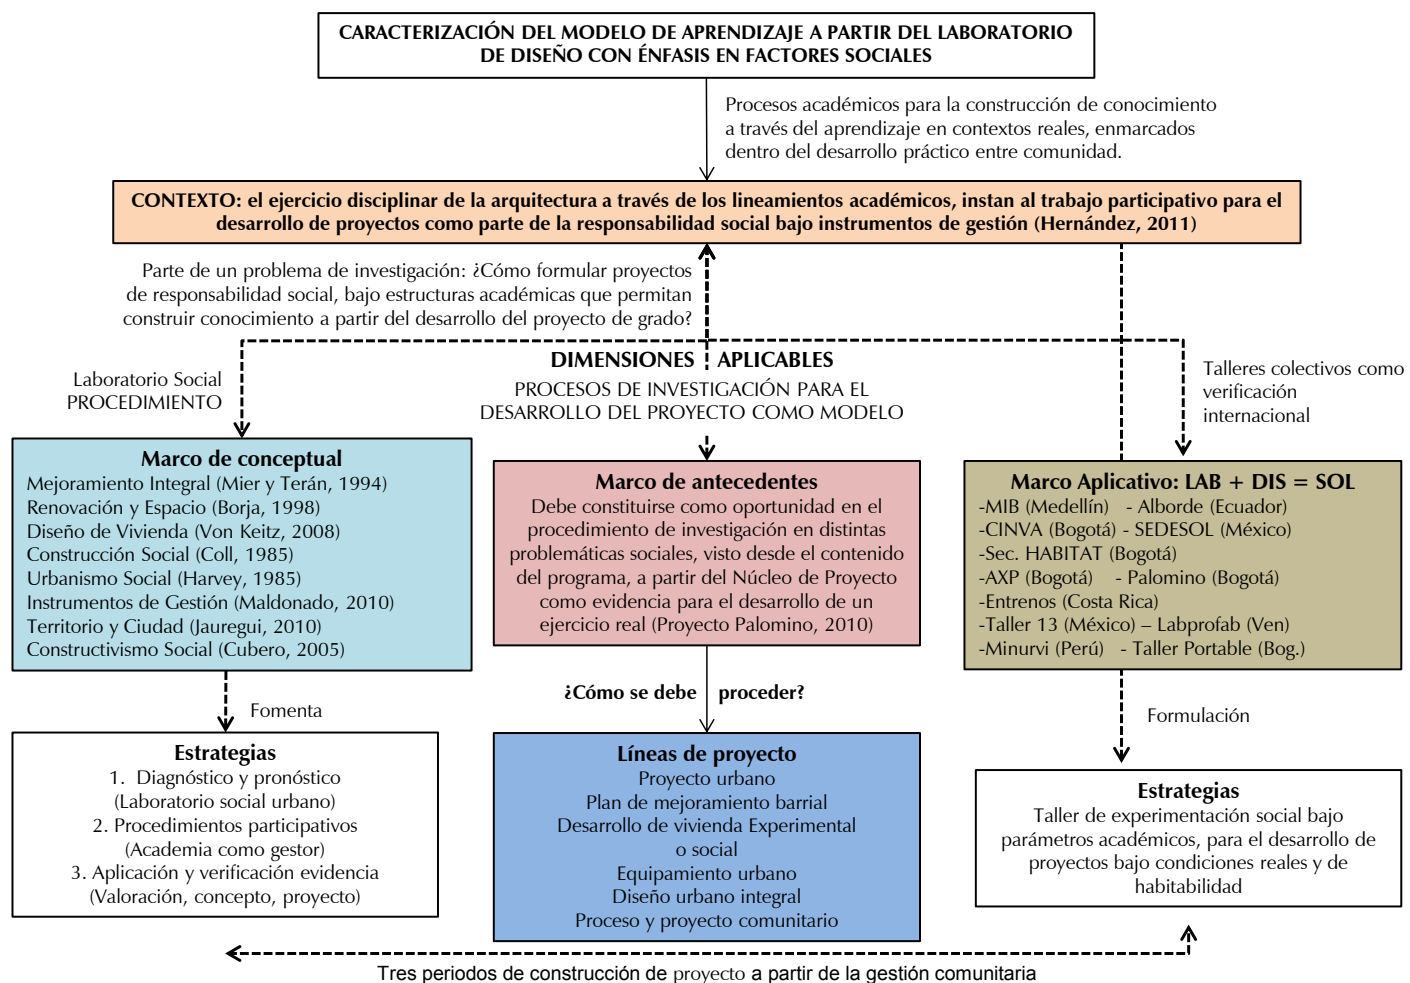 CARACTERIZACIÓN DEL MODELO DE APRENDIZAJE A PARTIR DEL LABORATORIO
DE DISEÑO CON ÉNFASIS EN FACTORES SOCIALES
Procesos académicos para la construcción de conocimiento
a través del aprendizaje en contextos reales, enmarcados
dentro del desarrollo práctico entre comunidad.
CONTEXTO: el ejercicio disciplinar de la arquitectura a través de los lineamientos académicos, instan al trabajo participativo para el
desarrollo de proyectos como parte de la responsabilidad social bajo instrumentos de gestión (Hernández, 2011)
Parte de un problema de investigación: ¿Cómo formular proyectos
de responsabilidad social, bajo estructuras académicas que permitan
construir conocimiento a partir del desarrollo del proyecto de grado?
DIMENSIONES APLICABLES
PROCESOS DE INVESTIGACIÓN PARA EL
DESARROLLO DEL PROYECTO COMO MODELO
Laboratorio Social
PROCEDIMIENTO
Talleres colectivos como
verificación
internacional
Marco de conceptual
Mejoramiento Integral (Mier y Terán, 1994)
Renovación y Espacio (Borja, 1998)
Diseño de Vivienda (Von Keitz, 2008)
Construcción Social (Coll, 1985)
Urbanismo Social (Harvey, 1985)
Instrumentos de Gestión (Maldonado, 2010)
Territorio y Ciudad (Jauregui, 2010)
Constructivismo Social (Cubero, 2005)
Marco de antecedentes
Debe constituirse como oportunidad en el
procedimiento de investigación en distintas
problemáticas sociales, visto desde el contenido
del programa, a partir del Núcleo de Proyecto
como evidencia para el desarrollo de un
ejercicio real (Proyecto Palomino, 2010)
Marco Aplicativo: LAB + DIS = SOL
-MIB (Medellín) - Alborde (Ecuador)
-CINVA (Bogotá) - SEDESOL (México)
-Sec. HABITAT (Bogotá)
-AXP (Bogotá) - Palomino (Bogotá)
-Entrenos (Costa Rica)
-Taller 13 (México) – Labprofab (Ven)
-Minurvi (Perú) - Taller Portable (Bog.)
Fomenta
¿Cómo se debe proceder?
Formulación
Estrategias
1. Diagnóstico y pronóstico
(Laboratorio social urbano)
2. Procedimientos participativos
(Academia como gestor)
3. Aplicación y verificación evidencia
(Valoración, concepto, proyecto)
Líneas de proyecto
Proyecto urbano
Plan de mejoramiento barrial
Desarrollo de vivienda Experimental
o social
Equipamiento urbano
Diseño urbano integral
Proceso y proyecto comunitario
Estrategias
Taller de experimentación social bajo
parámetros académicos, para el desarrollo de
proyectos bajo condiciones reales y de
habitabilidad
Tres periodos de construcción de proyecto a partir de la gestión comunitaria